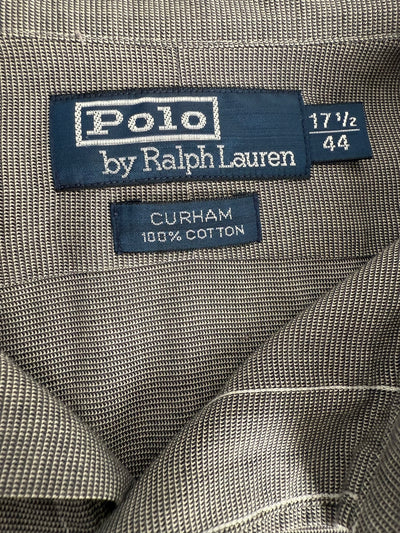 Polo
by Ralph Lauren
17 1/2
44
CURHAM
100% COTTON